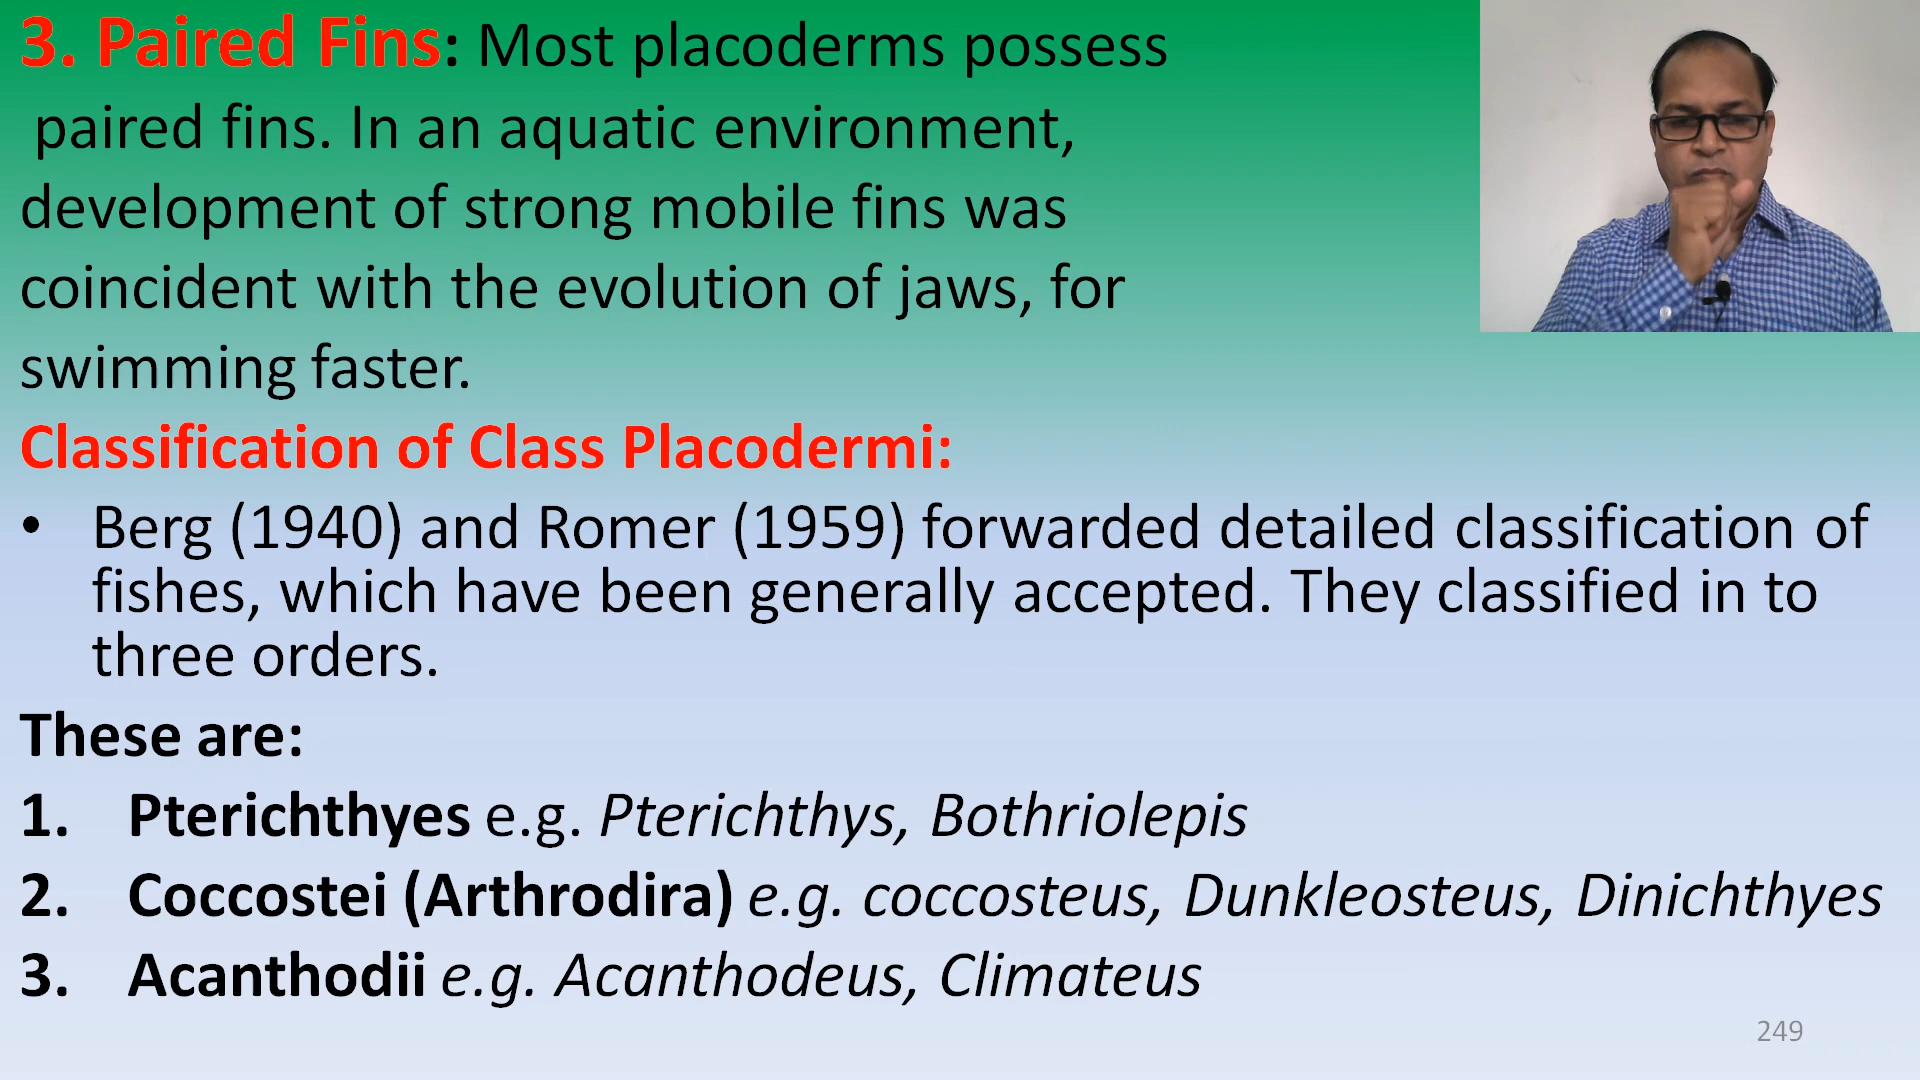 3. Paired Fins: Most placoderms possess
paired fins. In an aquatic environment,
development of strong mobile fins was
coincident with the evolution of jaws, for
swimming faster.
Classification of Class Placodermi:
• Berg (1940) and Romer (1959) forwarded detailed classification of
fishes, which have been generally accepted. They classified in to
three orders.
These are:
1. Pterichthyes e.g. Pterichthys, Bothriolepis
2. Coccostei (Arthrodira) e.g. coccosteus, Dunkleosteus, Dinichthyes
3. Acanthodii e.g. Acanthodeus, Climateus
249